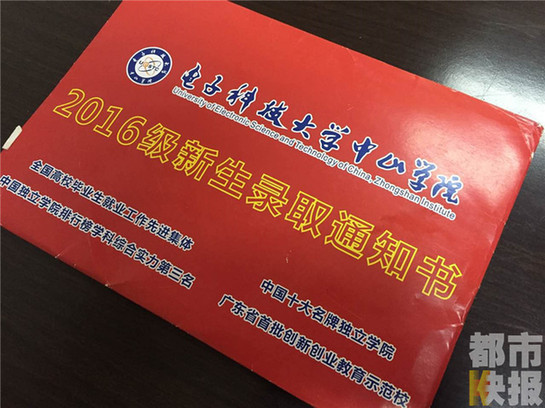 电子科技大学中山学院
University of Electronic Science and Technology of China, Zhongshan Institute
2016级新生录取通知书
全国高校毕业生就业工作先进集体
中国独立学院排行榜学科综合实力第三名
中国十大名牌独立学院
广东省首批创新创业教育示范校
都市
快报